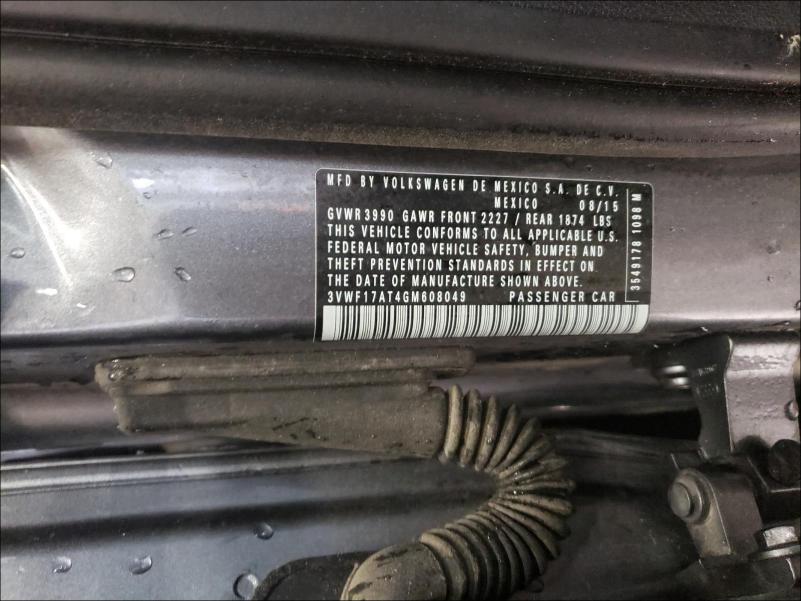 MFD BY VOLKSWAGEN DE MEXICO S.A. DE C.V.
MEXICO 08/15
GVWR 3990 GAWR FRONT 2227 / REAR 1874 LBS
THIS VEHICLE CONFORMS TO ALL APPLICABLE U.S.
FEDERAL MOTOR VEHICLE SAFETY, BUMPER AND
THEFT PREVENTION STANDARDS IN EFFECT ON
THE DATE OF MANUFACTURE SHOWN ABOVE.
3VWF17AT4GM608049 PASSENGER CAR
3549178 1098 M